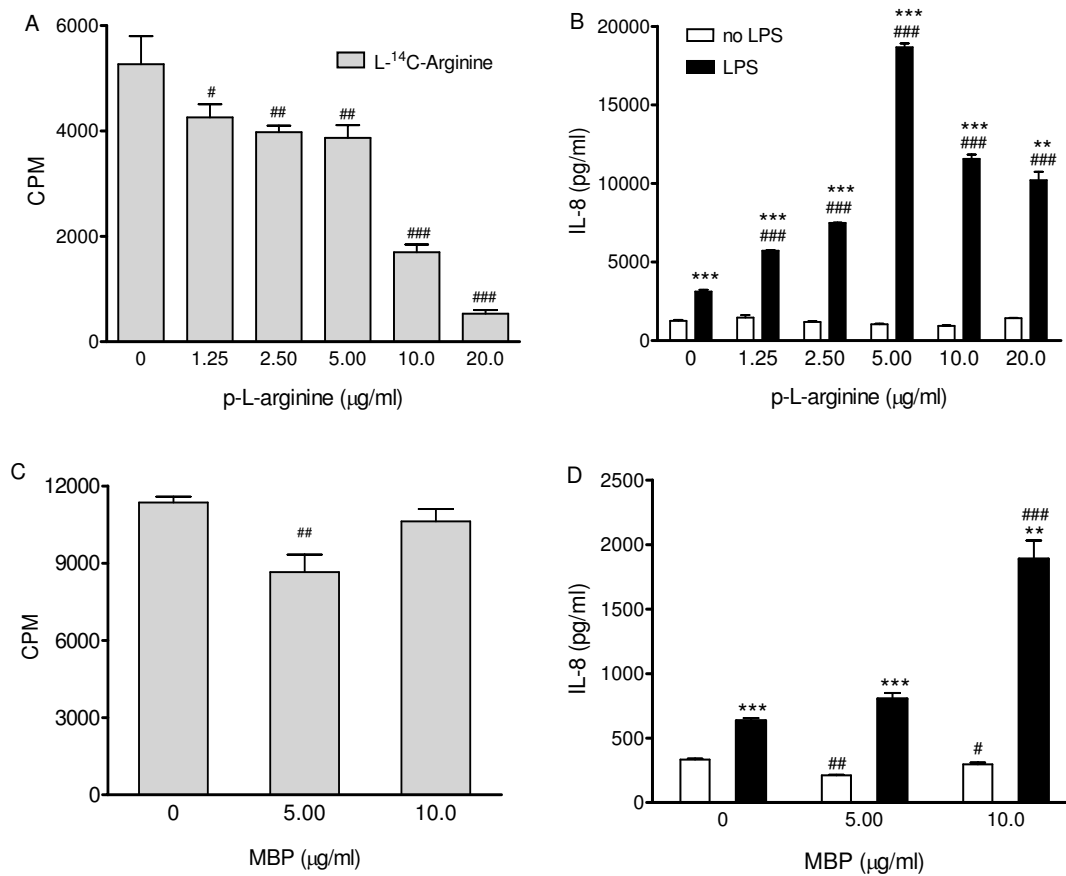 A
6000
4000
2000
0
CPM
L-¹⁴C-Arginine
#
##
##
###
###
0 1.25 2.50 5.00 10.0 20.0
p-L-arginine (μg/ml)
B
20000
15000
10000
5000
0
IL-8 (pg/ml)
no LPS
LPS
***
***
###
***
###
***
###
***
###
**
###
0 1.25 2.50 5.00 10.0 20.0
p-L-arginine (μg/ml)
C
12000
9000
6000
3000
0
CPM
##
0 5.00 10.0
MBP (μg/ml)
D
2500
2000
1500
1000
500
0
IL-8 (pg/ml)
***
##
***
#
###
**
0 5.00 10.0
MBP (μg/ml)